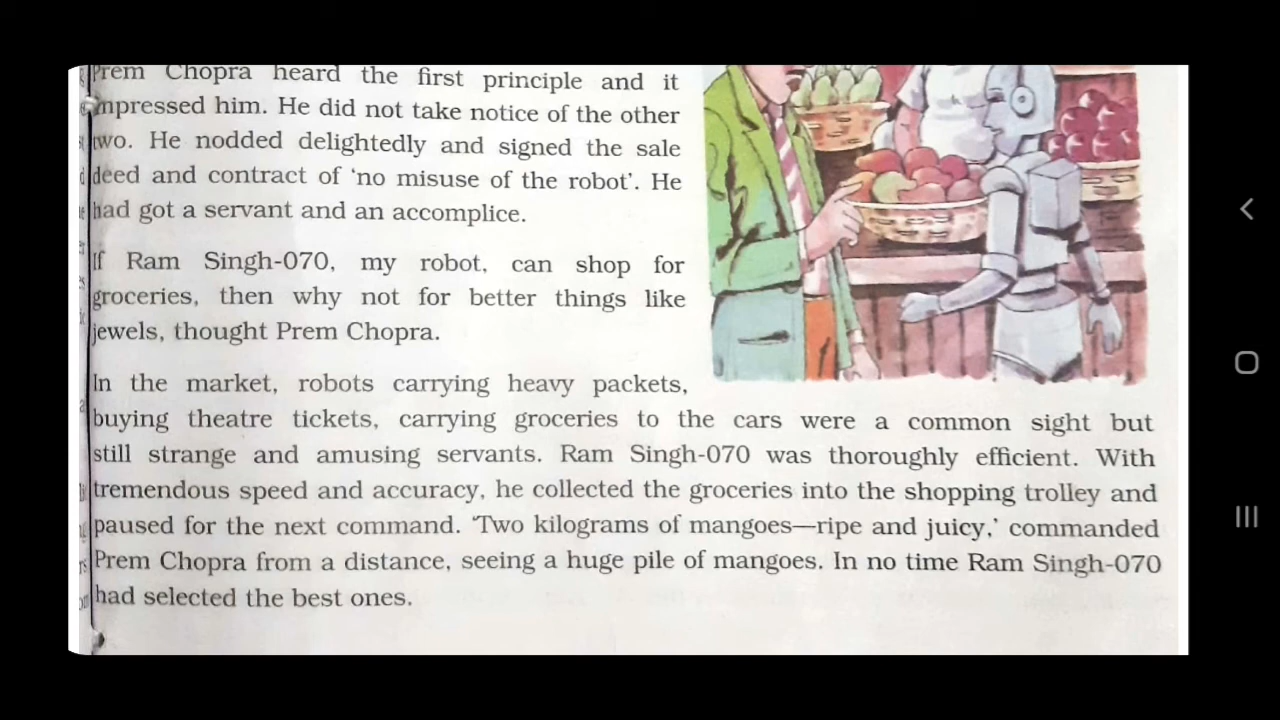 Prem Chopra heard the first principle and it
impressed him. He did not take notice of the other
two. He nodded delightedly and signed the sale
deed and contract of ‘no misuse of the robot’. He
had got a servant and an accomplice.
If Ram Singh-070, my robot, can shop for
groceries, then why not for better things like
jewels, thought Prem Chopra.
In the market, robots carrying heavy packets,
buying theatre tickets, carrying groceries to the cars were a common sight but
still strange and amusing servants. Ram Singh-070 was thoroughly efficient. With
tremendous speed and accuracy, he collected the groceries into the shopping trolley and
paused for the next command. ‘Two kilograms of mangoes—ripe and juicy,’ commanded
Prem Chopra from a distance, seeing a huge pile of mangoes. In no time Ram Singh-070
had selected the best ones.